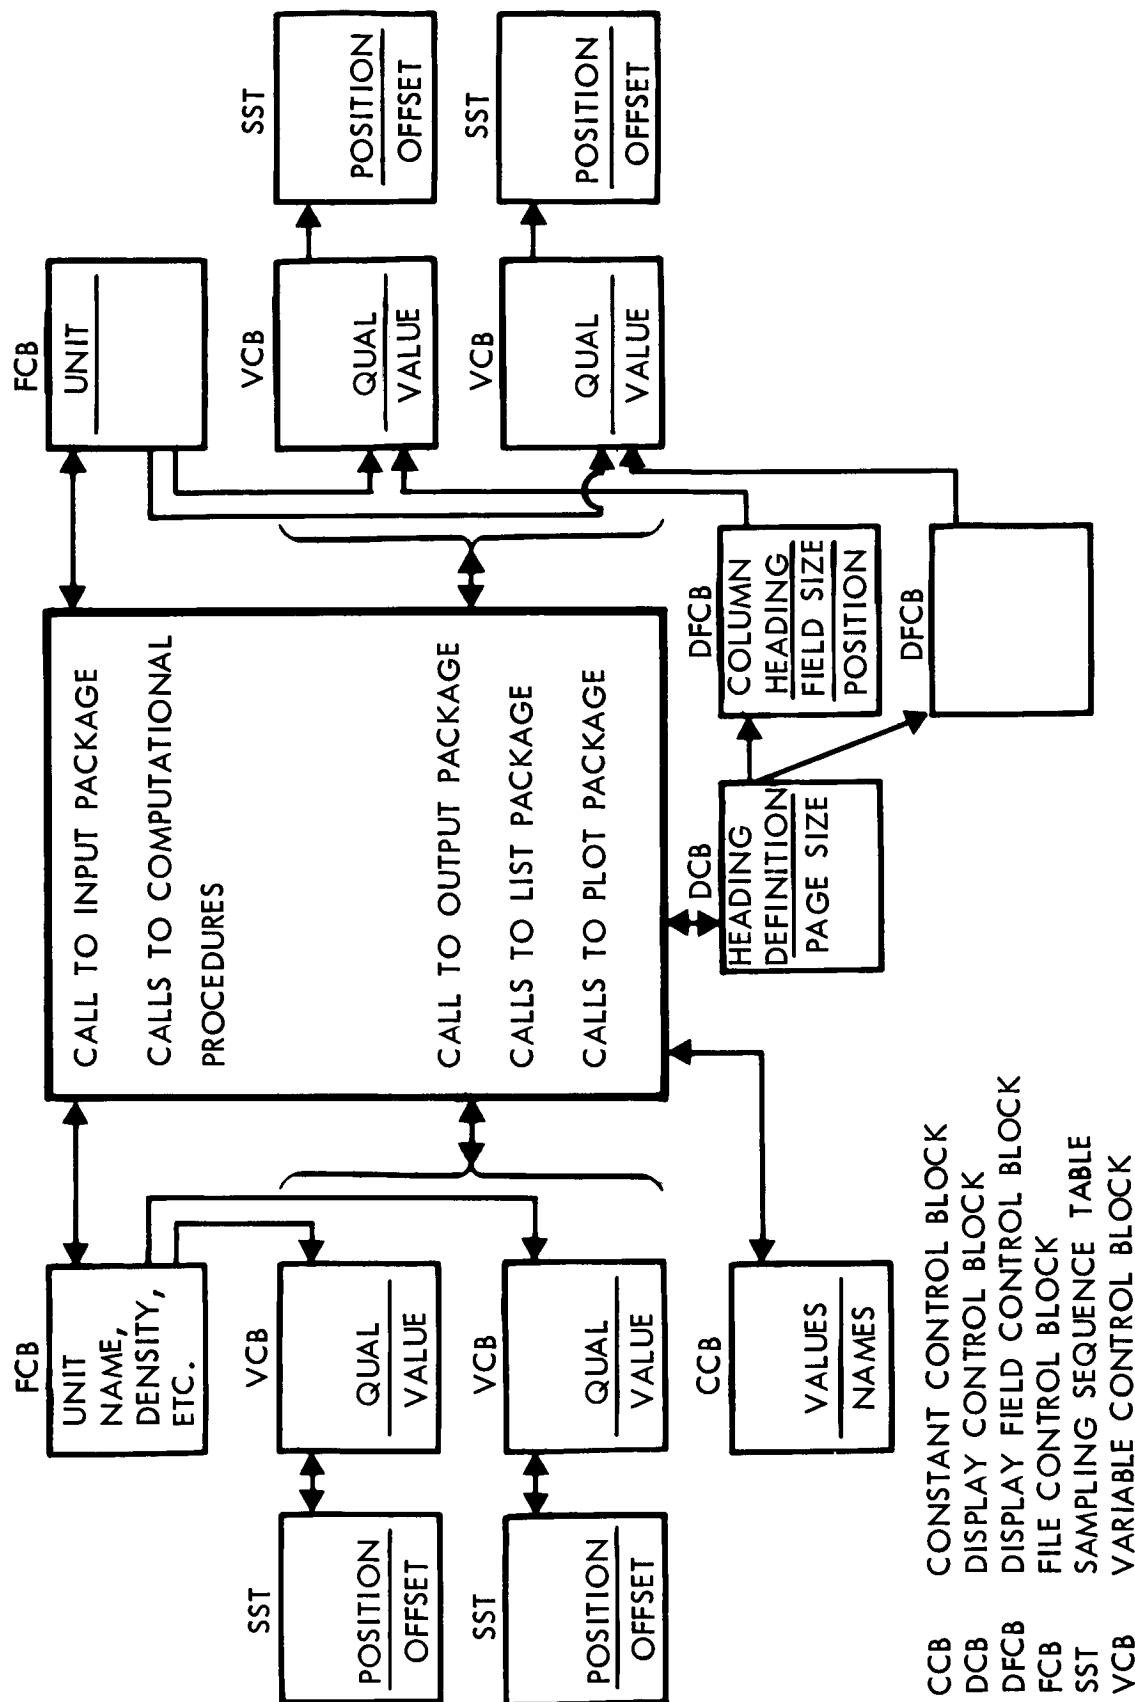 FCB
UNIT
NAME,
DENSITY,
ETC.
SST
POSITION
OFFSET
VCB
QUAL
VALUE
SST
POSITION
OFFSET
VCB
QUAL
VALUE
CCB
VALUES
NAMES
CALL TO INPUT PACKAGE
CALLS TO COMPUTATIONAL
PROCEDURES
CALL TO OUTPUT PACKAGE
CALLS TO LIST PACKAGE
CALLS TO PLOT PACKAGE
FCB
UNIT
VCB
QUAL
VALUE
SST
POSITION
OFFSET
VCB
QUAL
VALUE
SST
POSITION
OFFSET
DCB
HEADING
DEFINITION
PAGE SIZE
DFCB
COLUMN
HEADING
FIELD SIZE
POSITION
DFCB
CCB CONSTANT CONTROL BLOCK
DCB DISPLAY CONTROL BLOCK
DFCB DISPLAY FIELD CONTROL BLOCK
FCB FILE CONTROL BLOCK
SST SAMPLING SEQUENCE TABLE
VCB VARIABLE CONTROL BLOCK